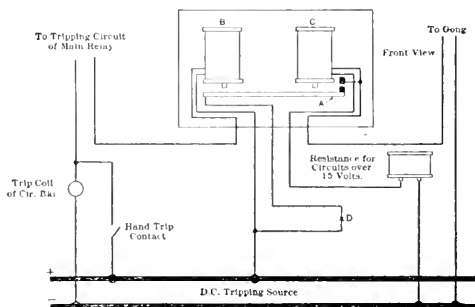 B
C
To Gong
To Tripping Circuit
of Main Relay
Front View
A
Resistance for
Circuits over
15 Volts.
Trip Coil
of Cir. Bkr
D
Hand Trip
Contact
+
D.C. Tripping Source
−